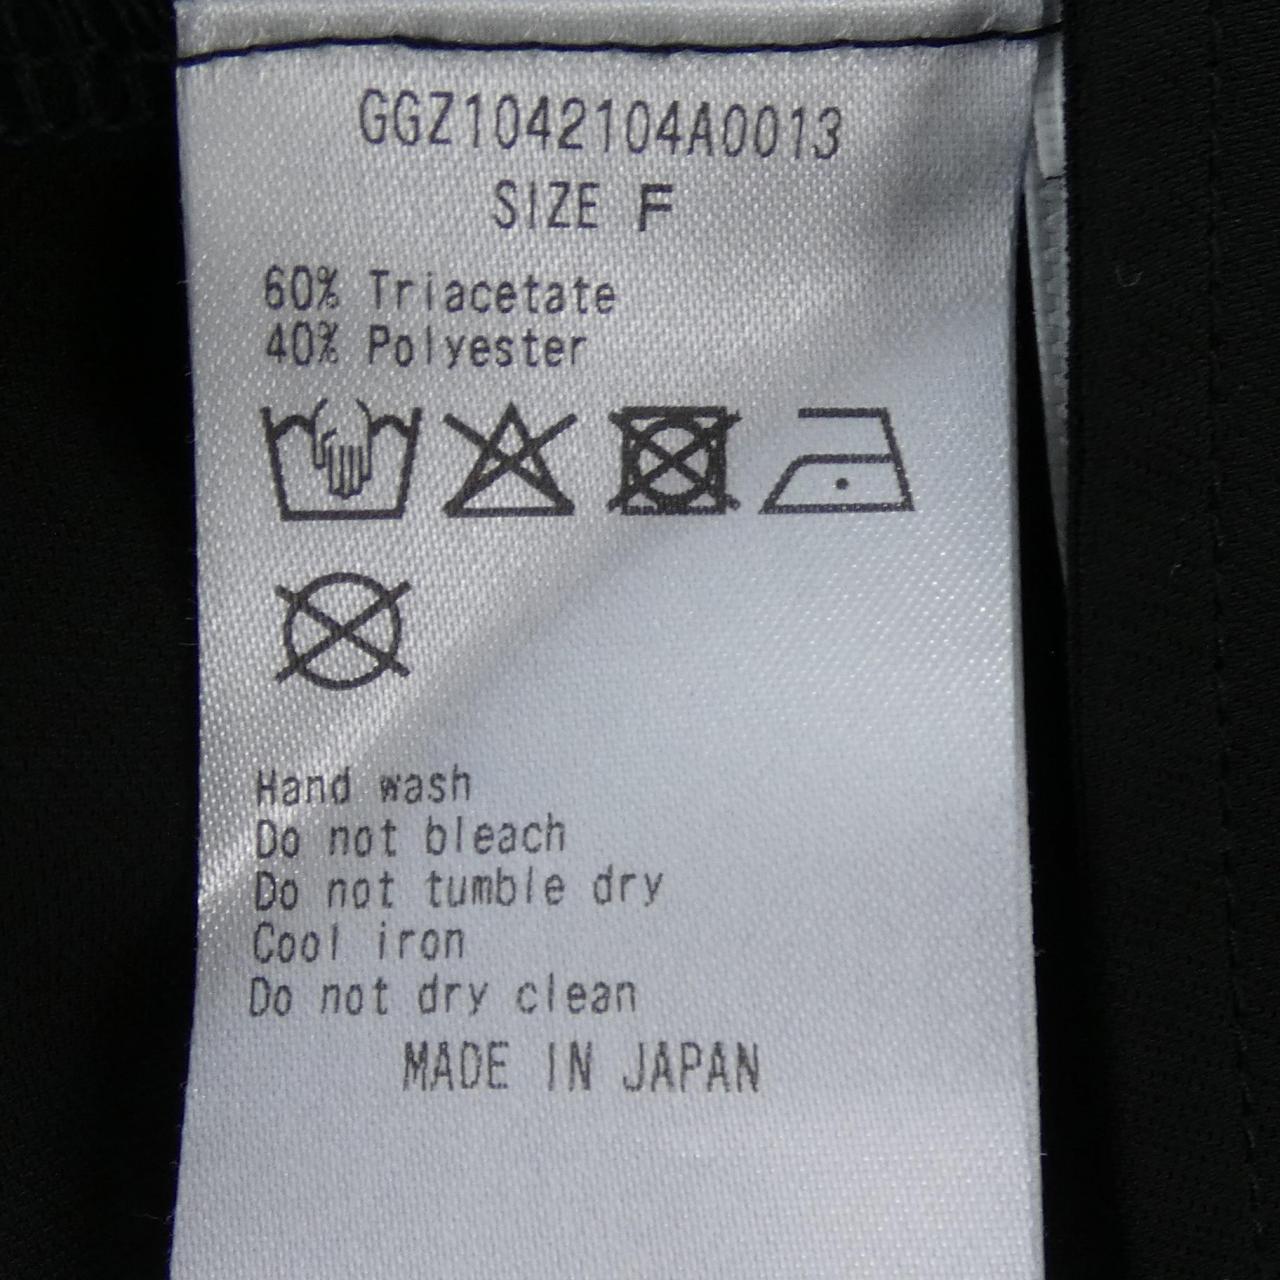 GGZ1042104A0013
SIZE F
60% Triacetate
40% Polyester
Hand wash
Do not bleach
Do not tumble dry
Cool iron
Do not dry clean
MADE IN JAPAN